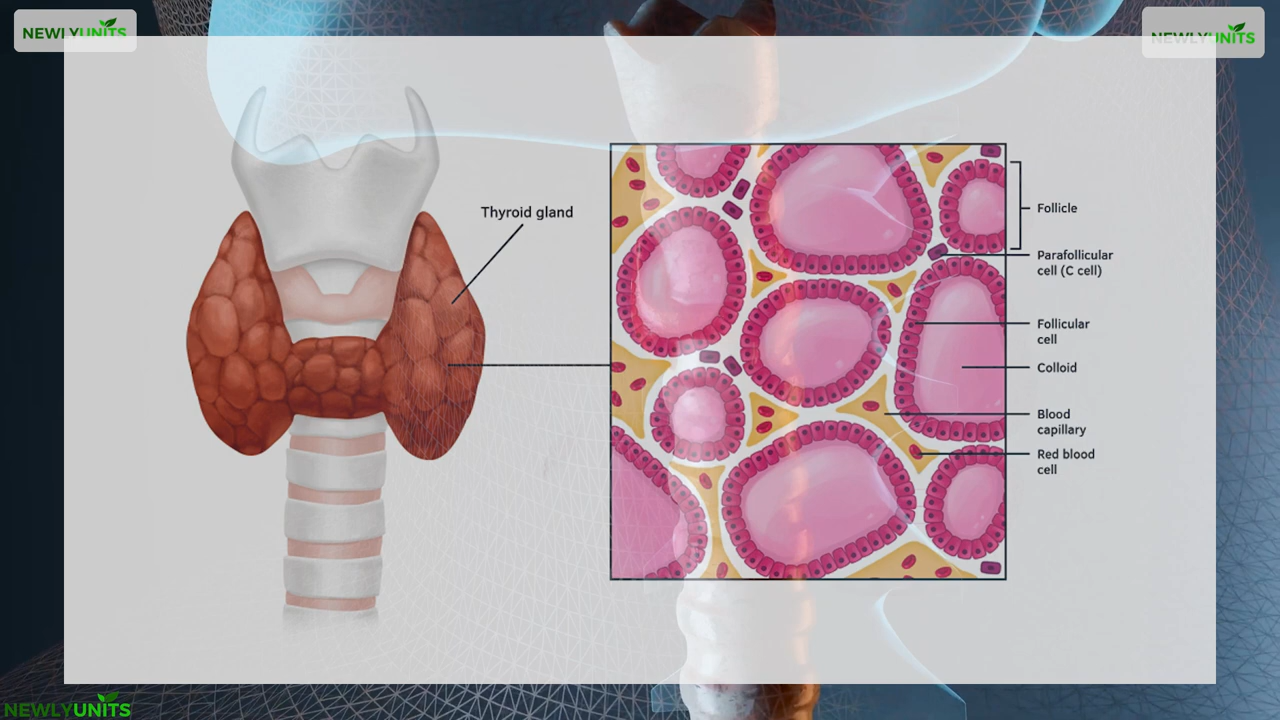 NEWLYUNITS
NEWLYUNITS
Thyroid gland
Follicle
Parafollicular
cell (C cell)
Follicular
cell
Colloid
Blood
capillary
Red blood
cell
NEWLYUNITS